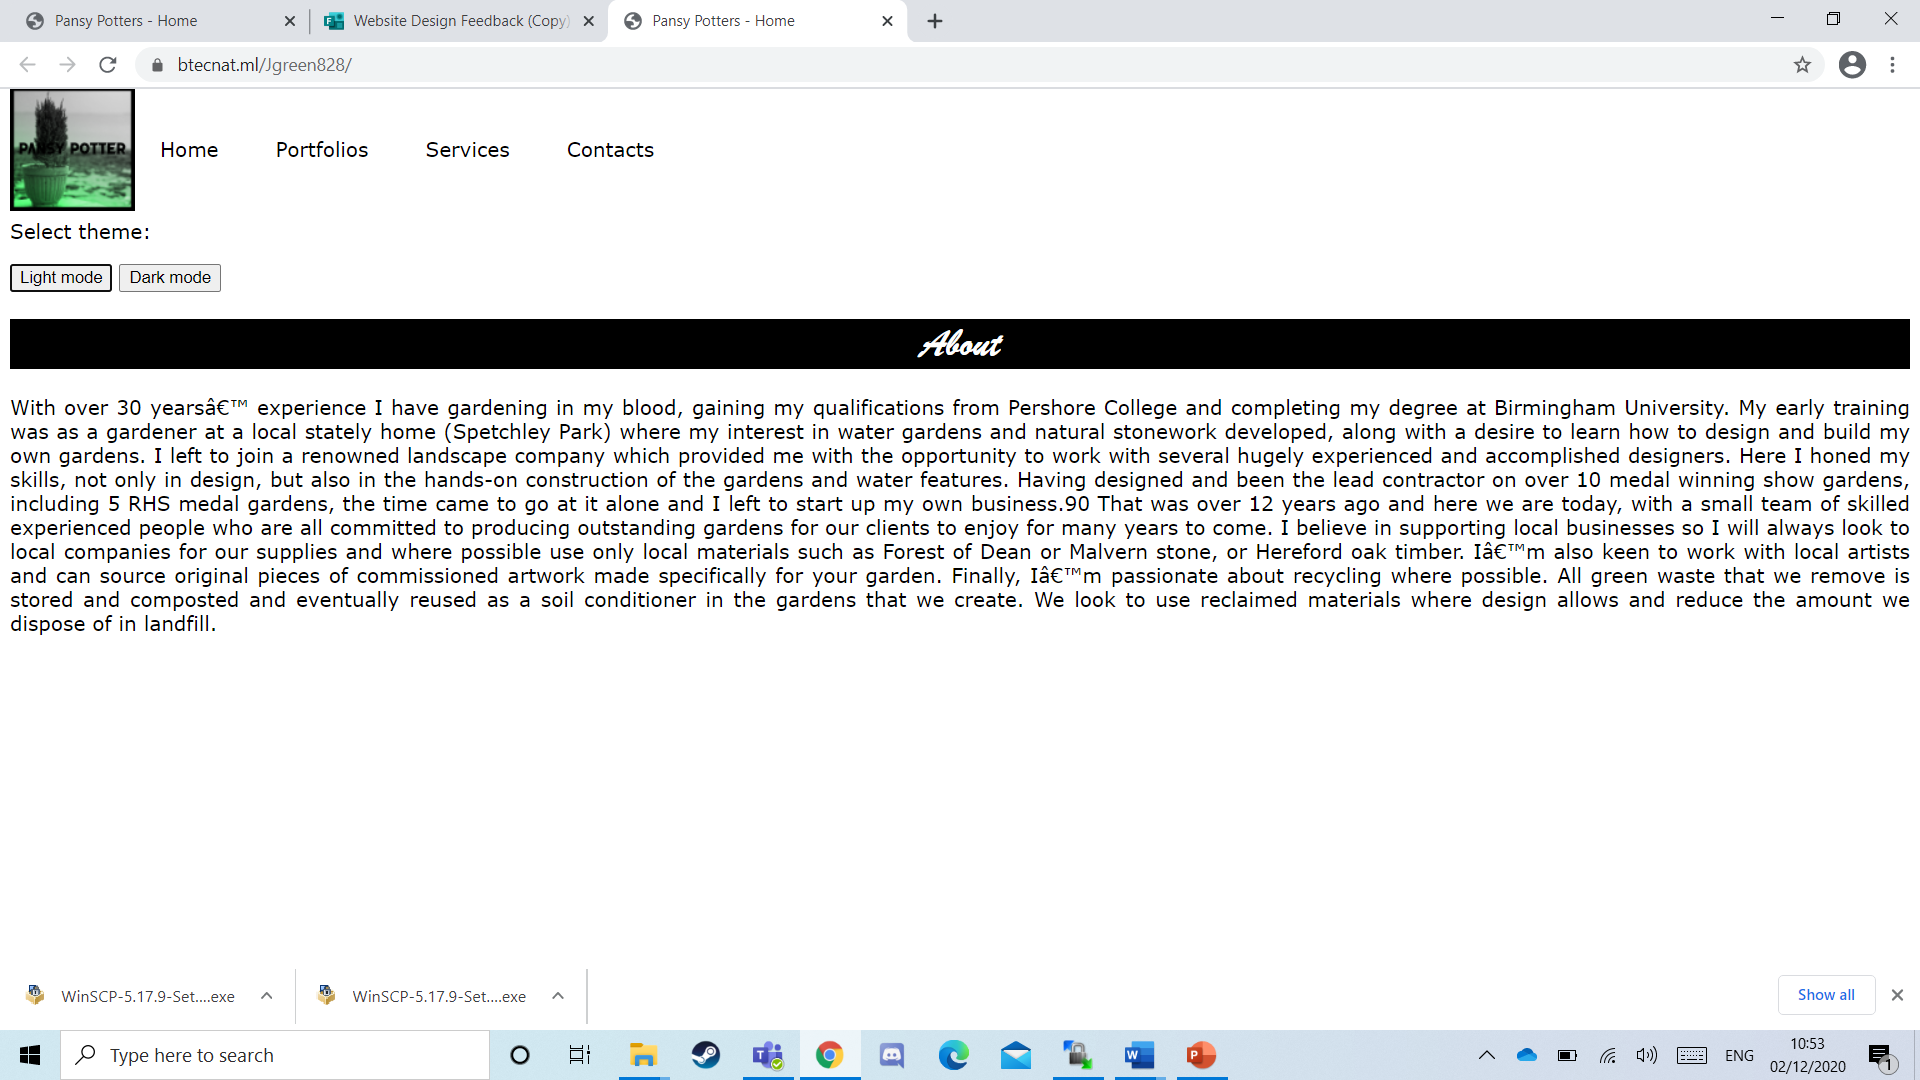 Pansy Potters - Home
Website Design Feedback (Copy)
Pansy Potters - Home
btecnat.ml/Jgreen828/
PANSY POTTER
Home Portfolios Services Contacts
Select theme:
Light mode Dark mode
About
With over 30 yearsâ€™ experience I have gardening in my blood, gaining my qualifications from Pershore College and completing my degree at Birmingham University. My early training
was as a gardener at a local stately home (Spetchley Park) where my interest in water gardens and natural stonework developed, along with a desire to learn how to design and build my
own gardens. I left to join a renowned landscape company which provided me with the opportunity to work with several hugely experienced and accomplished designers. Here I honed my
skills, not only in design, but also in the hands-on construction of the gardens and water features. Having designed and been the lead contractor on over 10 medal winning show gardens,
including 5 RHS medal gardens, the time came to go at it alone and I left to start up my own business.90 That was over 12 years ago and here we are today, with a small team of skilled
experienced people who are all committed to producing outstanding gardens for our clients to enjoy for many years to come. I believe in supporting local businesses so I will always look to
local companies for our supplies and where possible use only local materials such as Forest of Dean or Malvern stone, or Hereford oak timber. Iâ€™m also keen to work with local artists
and can source original pieces of commissioned artwork made specifically for your garden. Finally, Iâ€™m passionate about recycling where possible. All green waste that we remove is
stored and composted and eventually reused as a soil conditioner in the gardens that we create. We look to use reclaimed materials where design allows and reduce the amount we
dispose of in landfill.
WinSCP-5.17.9-Set....exe
WinSCP-5.17.9-Set....exe
Show all
Type here to search
ENG
10:53
02/12/2020
1